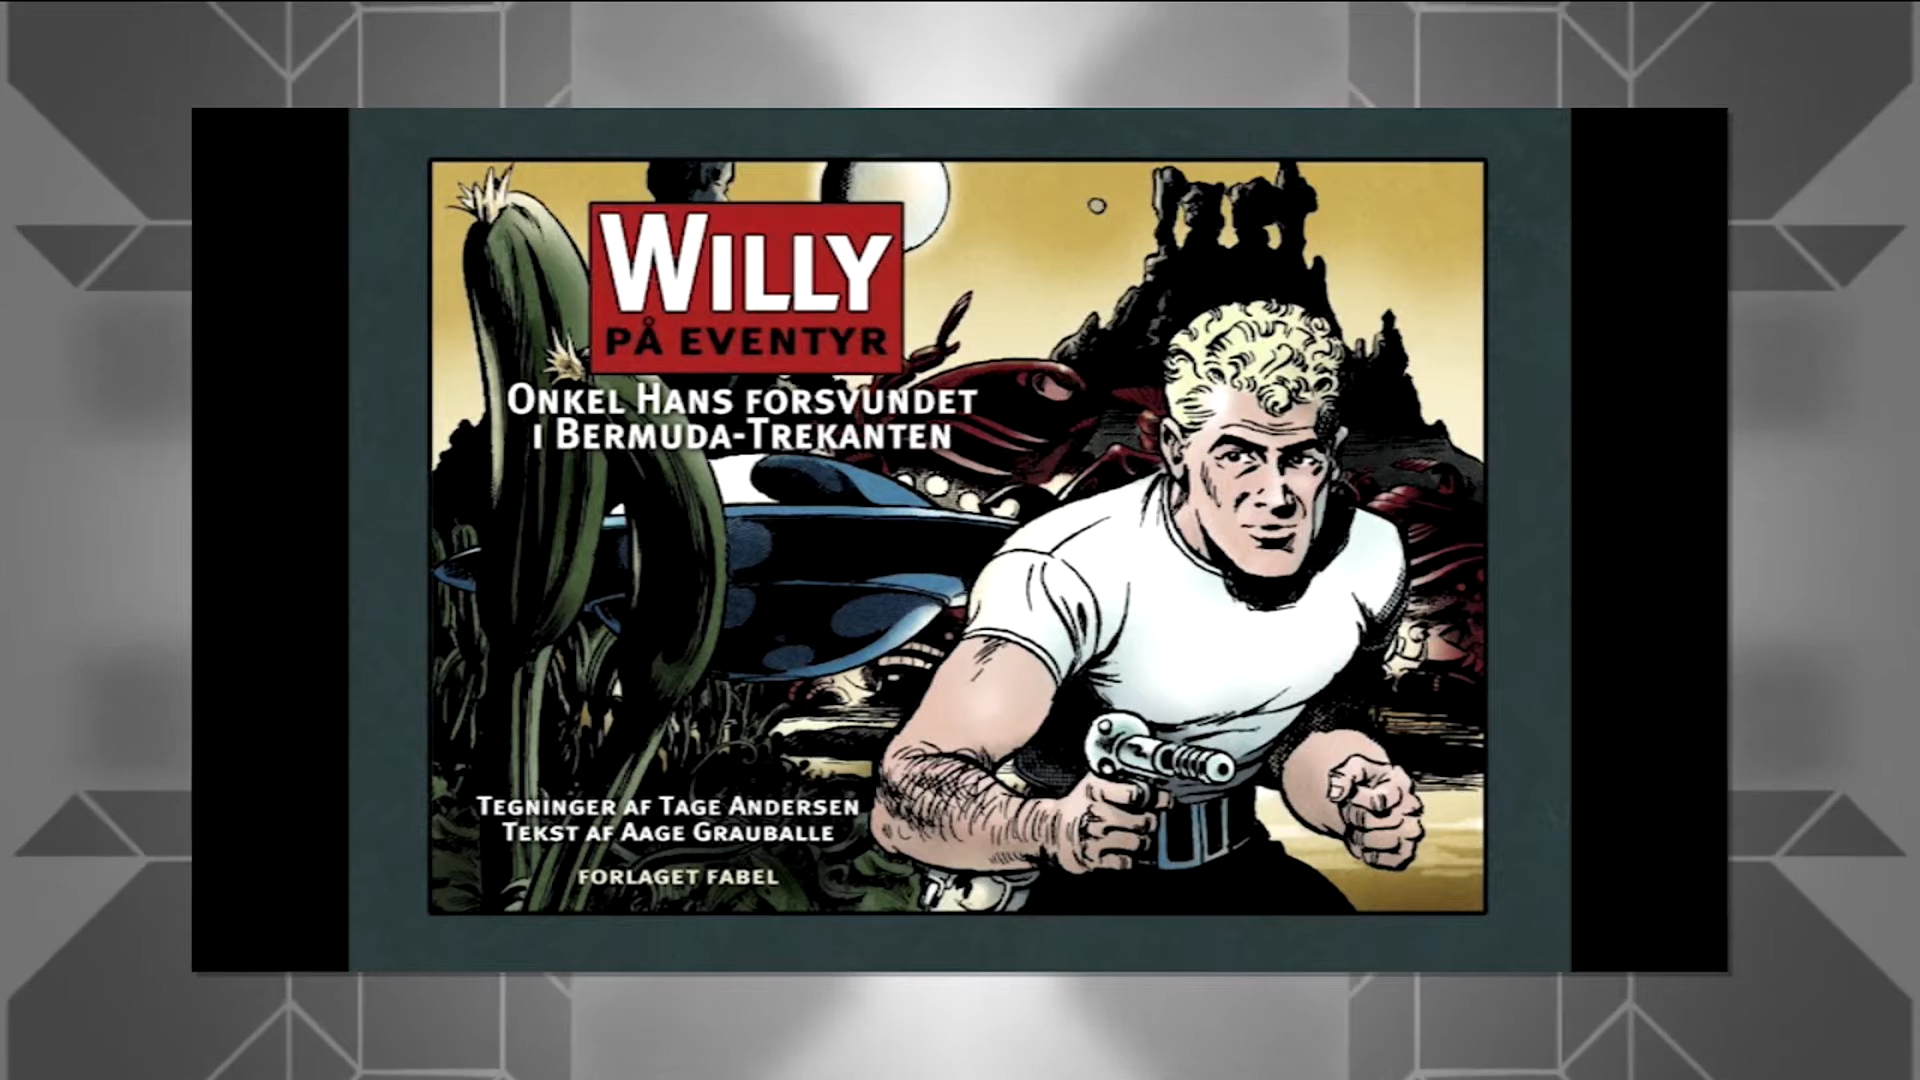 WILLY
PÅ EVENTYR
ONKEL HANS FORSVUNDET
I BERMUDA-TREKANTEN
TEGNINGER AF TAGE ANDERSEN
TEKST AF AAGE GRAUBALLE
FORLAGET FABEL